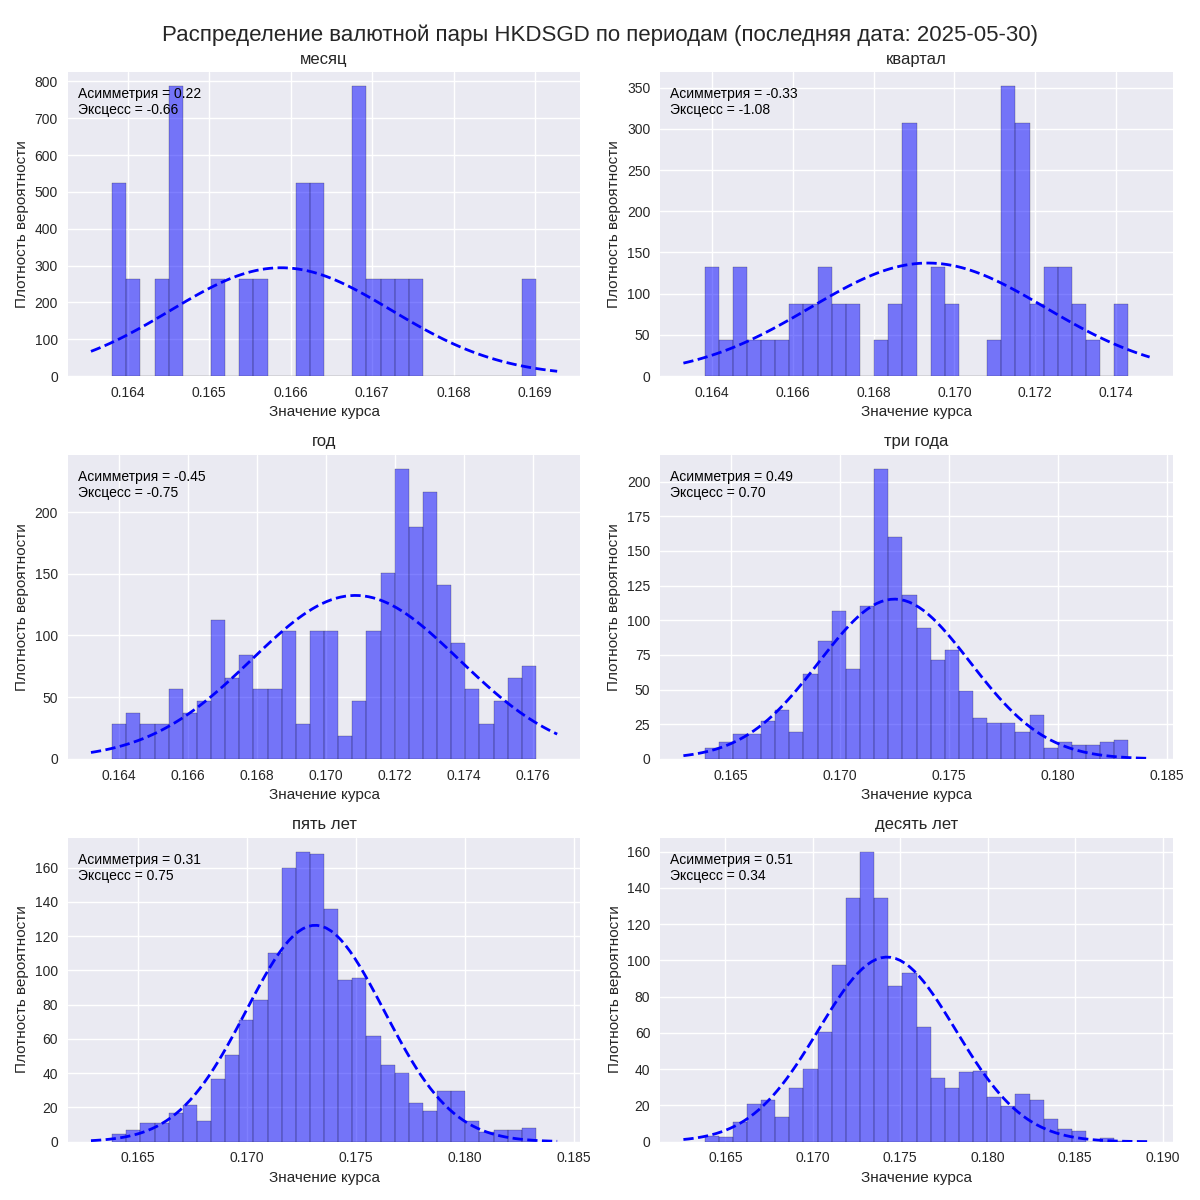 Распределение валютной пары HKDSGD по периодам (последняя дата: 2025-05-30)
месяц
Асимметрия = 0.22
Эксцесс = -0.66
Плотность вероятности
800
700
600
500
400
300
200
100
0
0.164 0.165 0.166 0.167 0.168 0.169
Значение курса
квартал
Асимметрия = -0.33
Эксцесс = -1.08
Плотность вероятности
350
300
250
200
150
100
50
0
0.164 0.166 0.168 0.170 0.172 0.174
Значение курса
год
Асимметрия = -0.45
Эксцесс = -0.75
Плотность вероятности
200
150
100
50
0
0.164 0.166 0.168 0.170 0.172 0.174 0.176
Значение курса
три года
Асимметрия = 0.49
Эксцесс = 0.70
Плотность вероятности
200
175
150
125
100
75
50
25
0
0.165 0.170 0.175 0.180 0.185
Значение курса
пять лет
Асимметрия = 0.31
Эксцесс = 0.75
Плотность вероятности
160
140
120
100
80
60
40
20
0
0.165 0.170 0.175 0.180 0.185
Значение курса
десять лет
Асимметрия = 0.51
Эксцесс = 0.34
Плотность вероятности
160
140
120
100
80
60
40
20
0
0.165 0.170 0.175 0.180 0.185 0.190
Значение курса